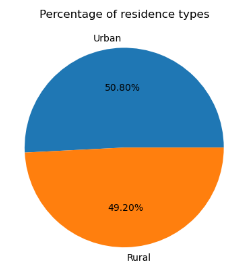 Percentage of residence types
Urban
50.80%
49.20%
Rural